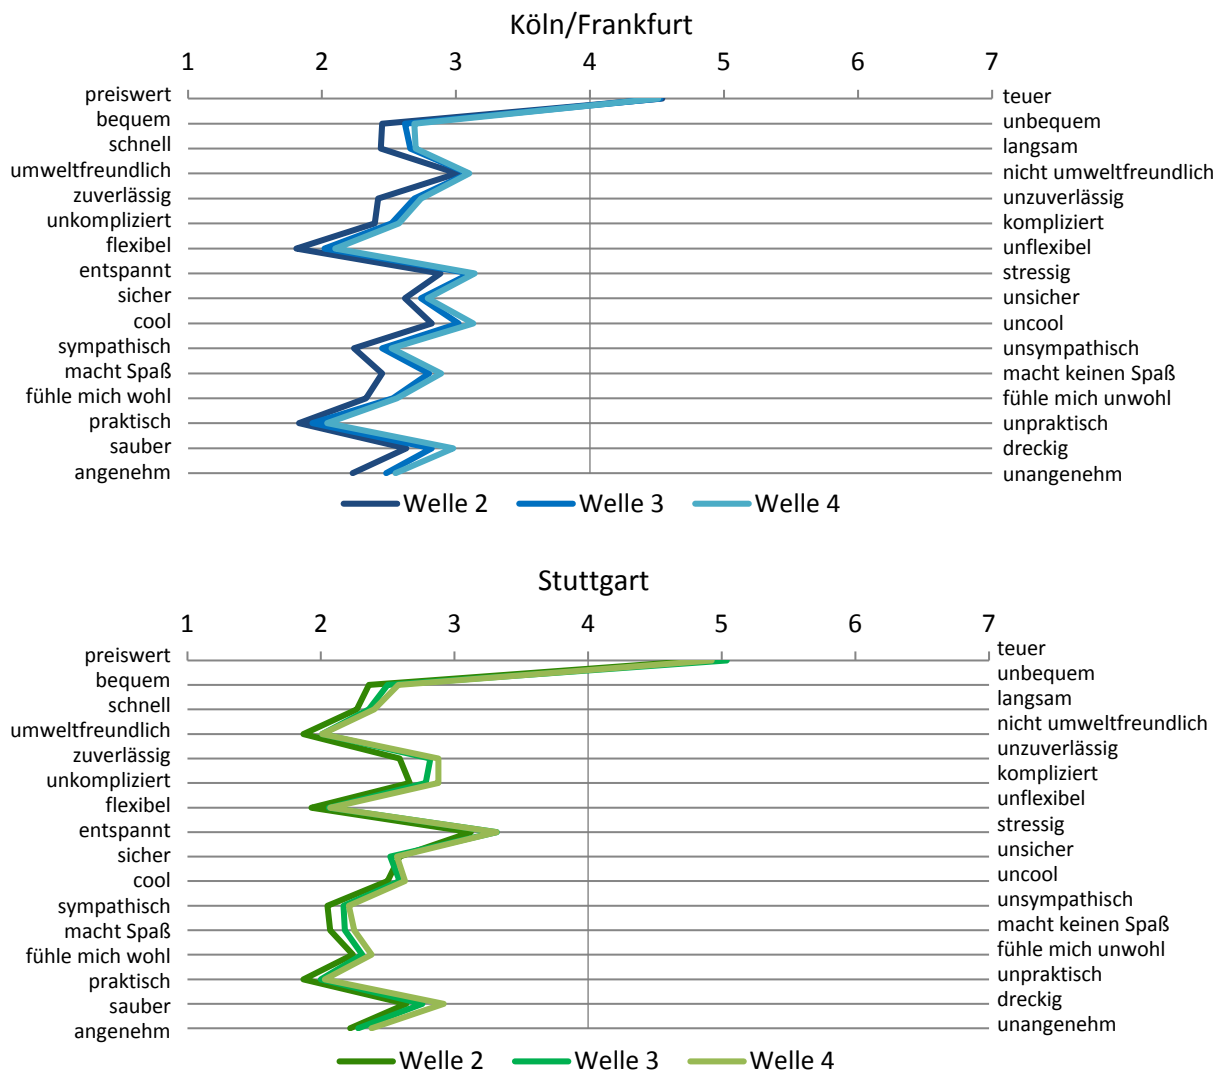 Köln/Frankfurt
1 2 3 4 5 6 7
preiswert teuer
bequem unbequem
schnell langsam
umweltfreundlich nicht umweltfreundlich
zuverlässig unzuverlässig
unkompliziert kompliziert
flexibel unflexibel
entspannt stressig
sicher unsicher
cool uncool
sympathisch unsympathisch
macht Spaß macht keinen Spaß
fühle mich wohl fühle mich unwohl
praktisch unpraktisch
sauber dreckig
angenehm unangenehm
Welle 2 Welle 3 Welle 4
Stuttgart
1 2 3 4 5 6 7
preiswert teuer
bequem unbequem
schnell langsam
umweltfreundlich nicht umweltfreundlich
zuverlässig unzuverlässig
unkompliziert kompliziert
flexibel unflexibel
entspannt stressig
sicher unsicher
cool uncool
sympathisch unsympathisch
macht Spaß macht keinen Spaß
fühle mich wohl fühle mich unwohl
praktisch unpraktisch
sauber dreckig
angenehm unangenehm
Welle 2 Welle 3 Welle 4